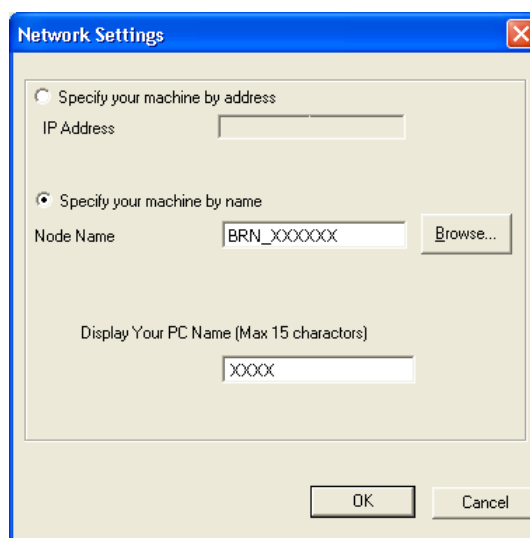 Network Settings
Specify your machine by address
IP Address
Specify your machine by name
Node Name
BRN_XXXXXX
Browse...
Display Your PC Name (Max 15 charactors)
XXXX
OK
Cancel